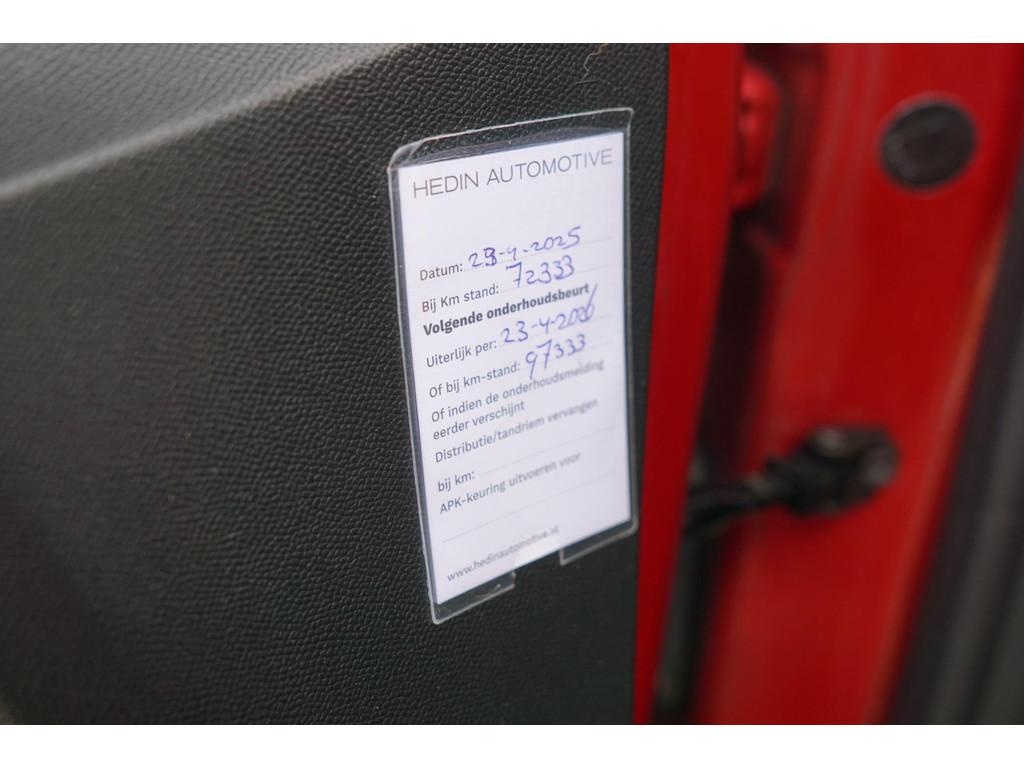 HEDIN AUTOMOTIVE
Datum: 23-4-2025
Bij Km stand: 72333
Volgende onderhoudsbeurt
Uiterlijk per: 23-4-2026
Of bij km-stand: 97333
Of indien de onderhoudsmelding
eerder verschijnt
Distributie/tandriem vervangen
bij km:
APK-keuring uitvoeren voor
www.hedinautomotive.nl